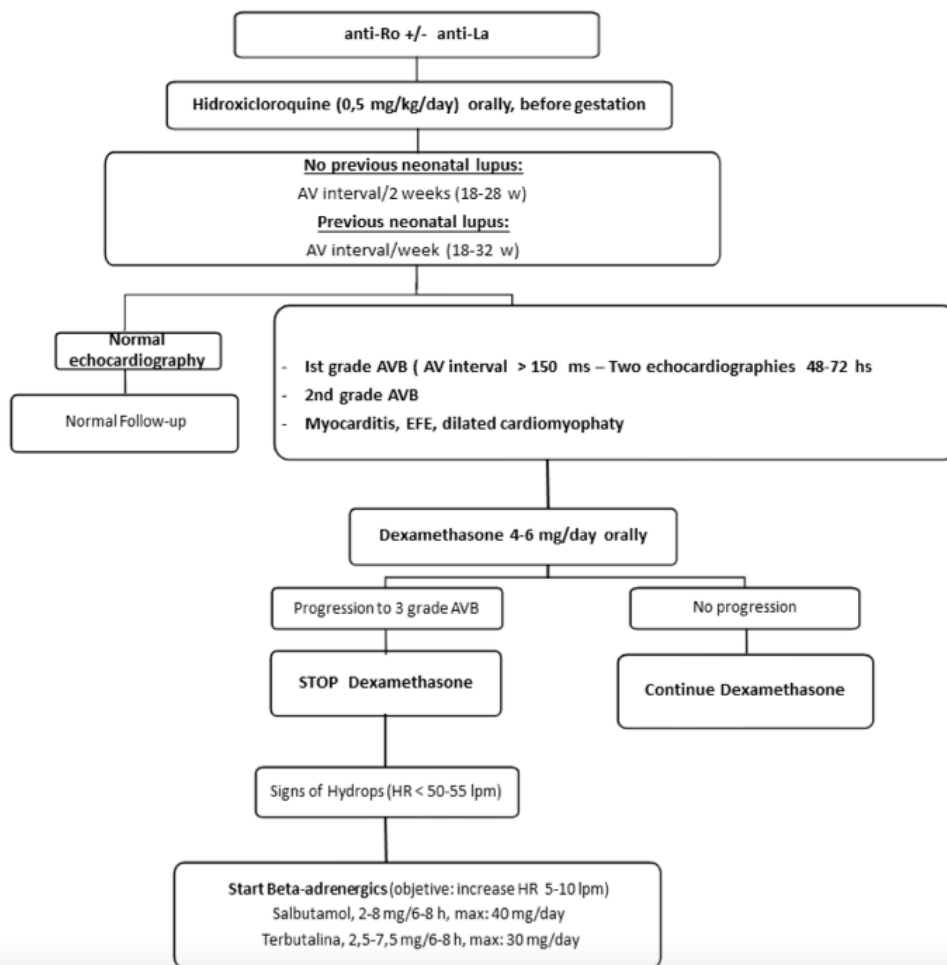 anti-Ro +/- anti-La
Hidroxicloroquine (0,5 mg/kg/day) orally, before gestation
No previous neonatal lupus:
AV interval/2 weeks (18-28 w)
Previous neonatal lupus:
AV interval/week (18-32 w)
Normal
echocardiography
Normal Follow-up
- Ist grade AVB ( AV interval > 150 ms – Two echocardiographies 48-72 hs
- 2nd grade AVB
- Myocarditis, EFE, dilated cardiomyophaty
Dexamethasone 4-6 mg/day orally
Progression to 3 grade AVB
No progression
STOP Dexamethasone
Continue Dexamethasone
Signs of Hydrops (HR < 50-55 lpm)
Start Beta-adrenergics (objetive: increase HR 5-10 lpm)
Salbutamol, 2-8 mg/6-8 h, max: 40 mg/day
Terbutalina, 2,5-7,5 mg/6-8 h, max: 30 mg/day